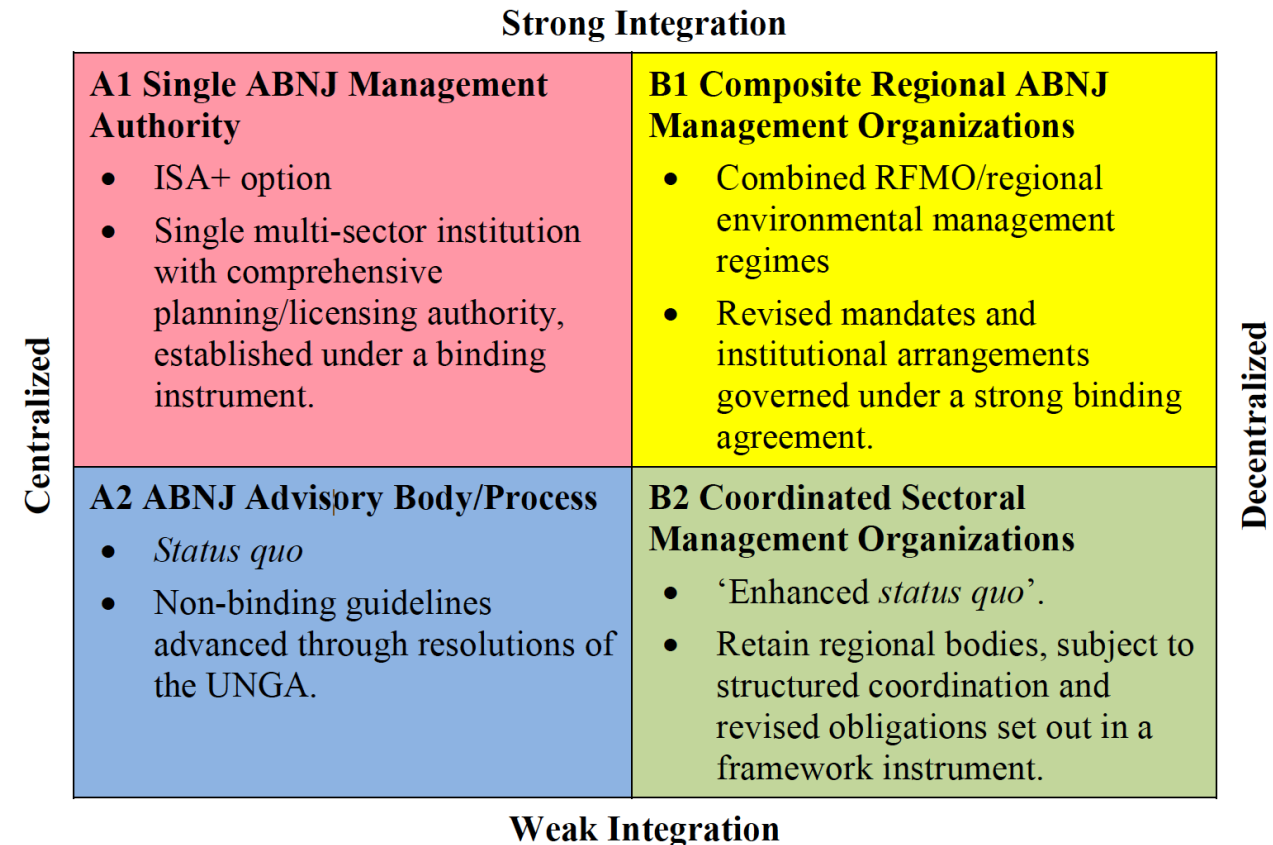 Strong Integration
Centralized
A1 Single ABNJ Management
Authority
• ISA+ option
• Single multi-sector institution
with comprehensive
planning/licensing authority,
established under a binding
instrument.
B1 Composite Regional ABNJ
Management Organizations
• Combined RFMO/regional
environmental management
regimes
• Revised mandates and
institutional arrangements
governed under a strong binding
agreement.
A2 ABNJ Advisory Body/Process
• Status quo
• Non-binding guidelines
advanced through resolutions of
the UNGA.
B2 Coordinated Sectoral
Management Organizations
• ‘Enhanced status quo’.
• Retain regional bodies, subject to
structured coordination and
revised obligations set out in a
framework instrument.
Decentralized
Weak Integration